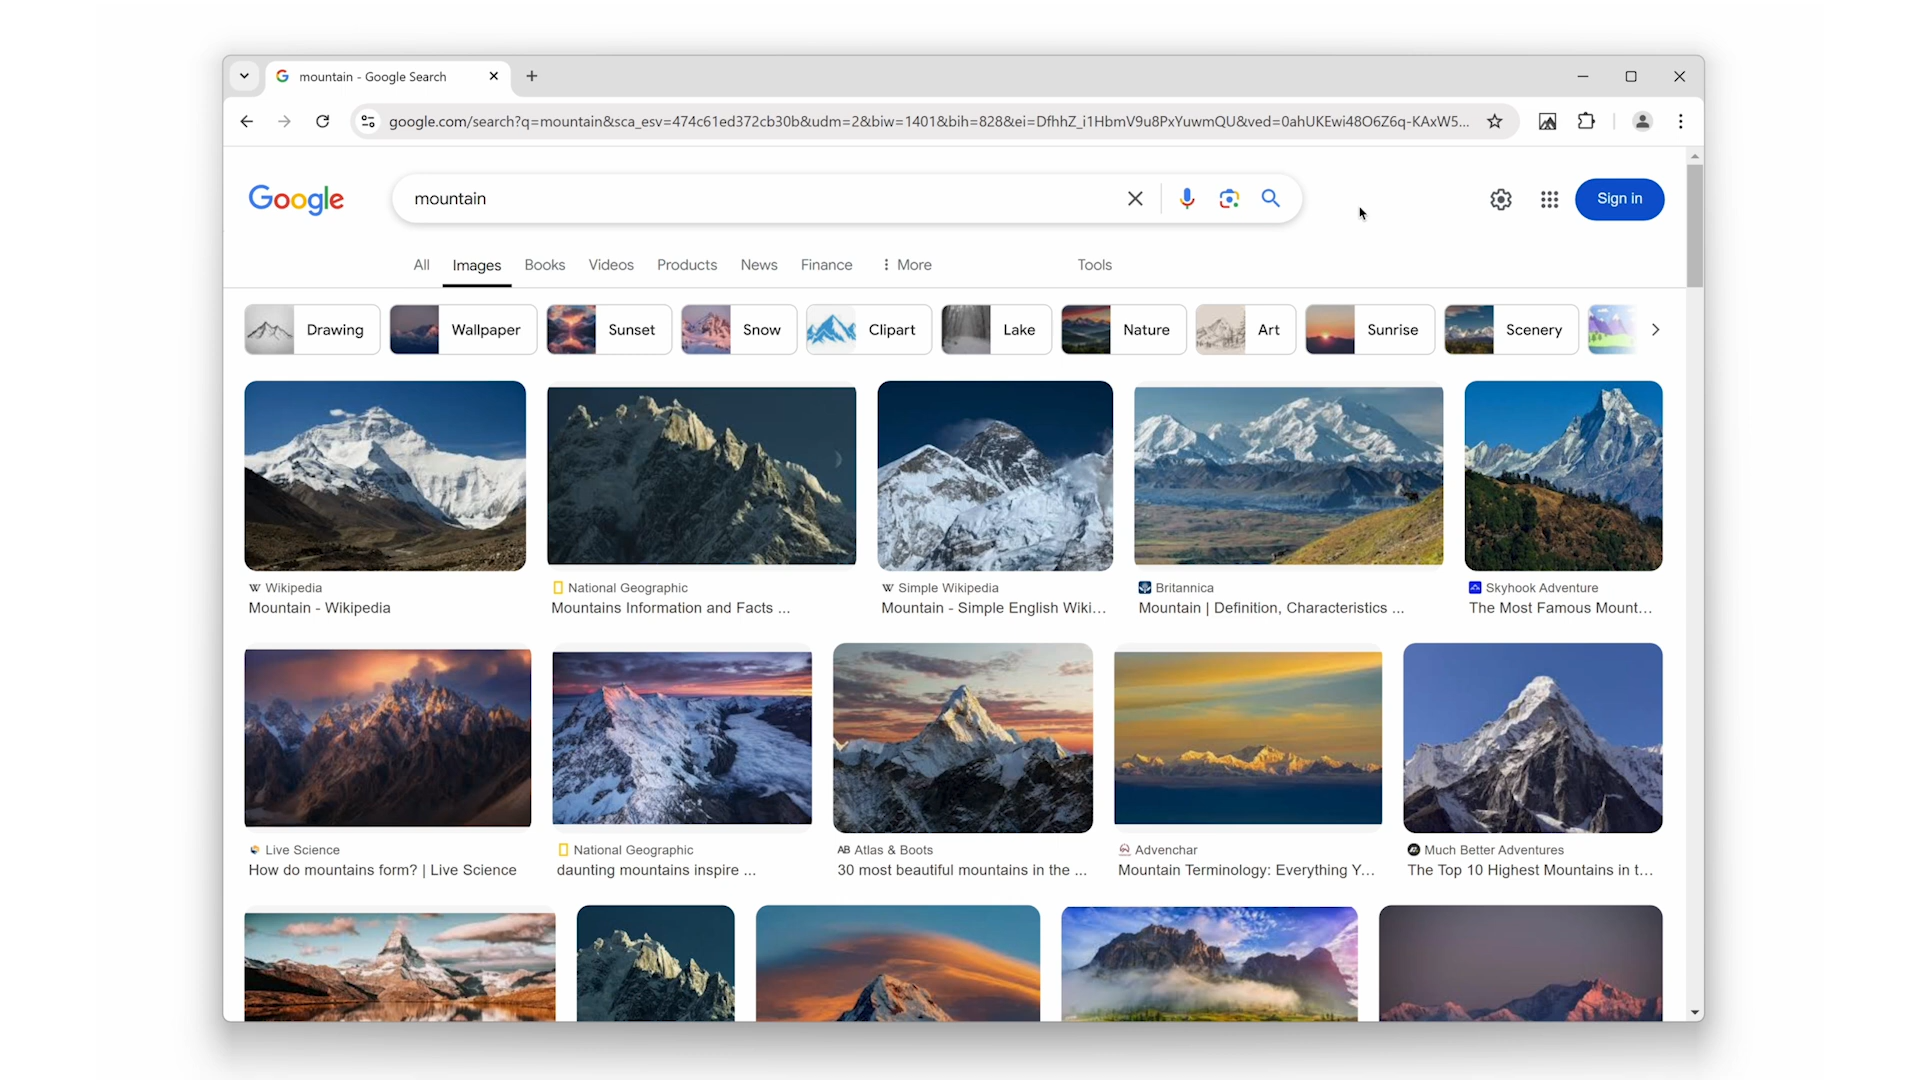 mountain - Google Search
google.com/search?q=mountain&sca_esv=474c61ed372cb30b&udm=2&biw=1401&bih=828&ei=DfhhZ_i1HbmV9u8PxYuwmQU&ved=0ahUKEwi48O6Z6q-KAxW5...
Google
mountain
Sign in
All Images Books Videos Products News Finance More Tools
Drawing Wallpaper Sunset Snow Clipart Lake Nature Art Sunrise Scenery
W Wikipedia
Mountain - Wikipedia
National Geographic
Mountains Information and Facts ...
W Simple Wikipedia
Mountain - Simple English Wiki...
Britannica
Mountain | Definition, Characteristics ...
Skyhook Adventure
The Most Famous Mount...
Live Science
How do mountains form? | Live Science
National Geographic
daunting mountains inspire ...
AB Atlas & Boots
30 most beautiful mountains in the ...
Advenchar
Mountain Terminology: Everything Y...
Much Better Adventures
The Top 10 Highest Mountains in t...